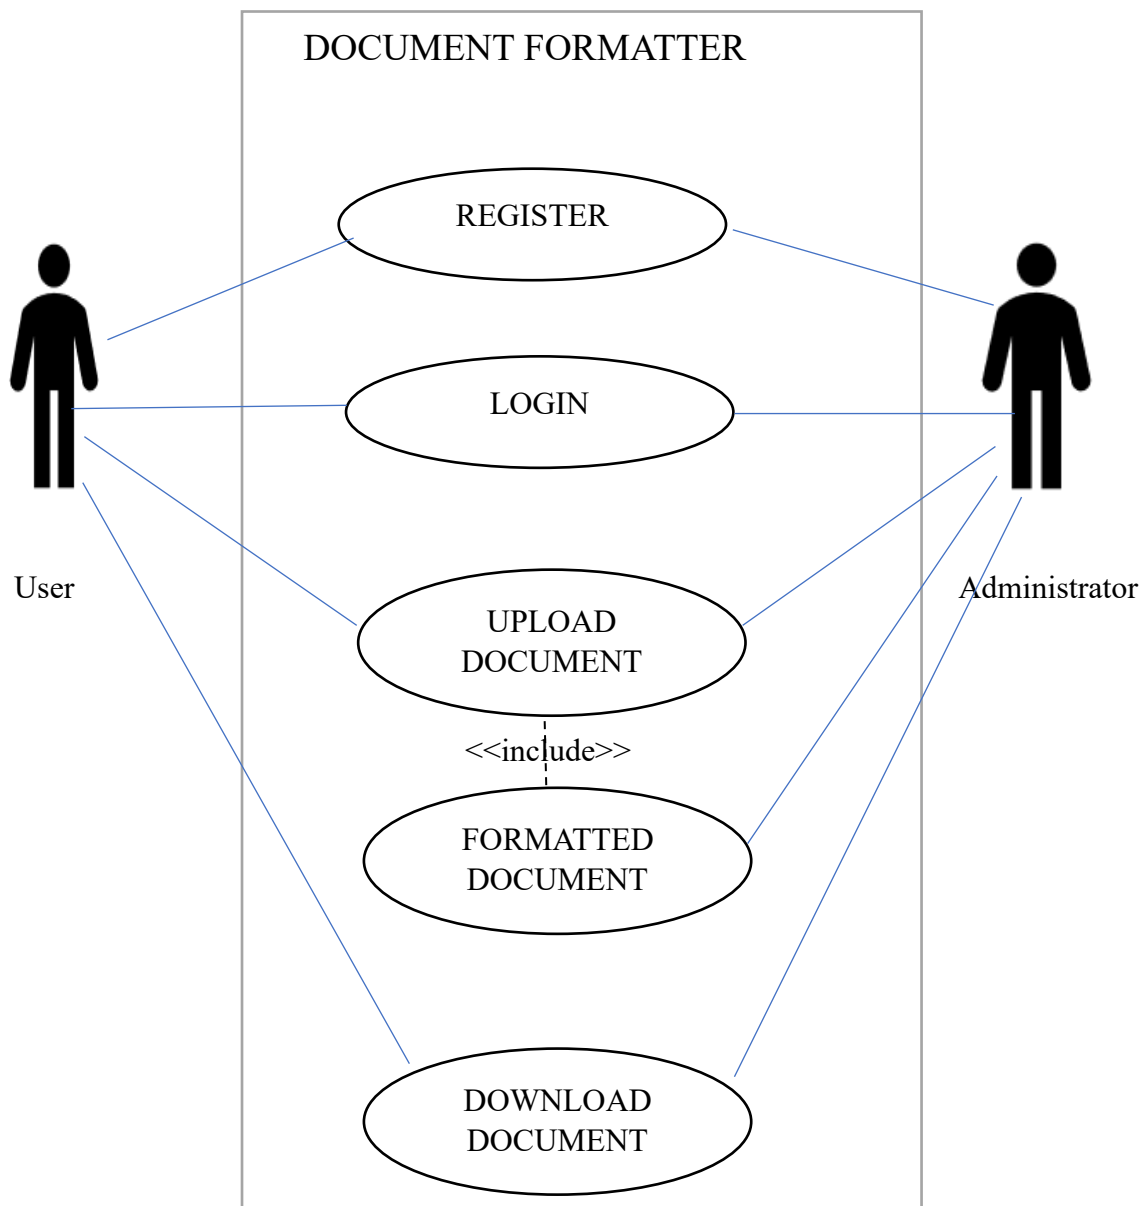 DOCUMENT FORMATTER
REGISTER
LOGIN
User
Administrator
UPLOAD
DOCUMENT
<<include>>
FORMATTED
DOCUMENT
DOWNLOAD
DOCUMENT